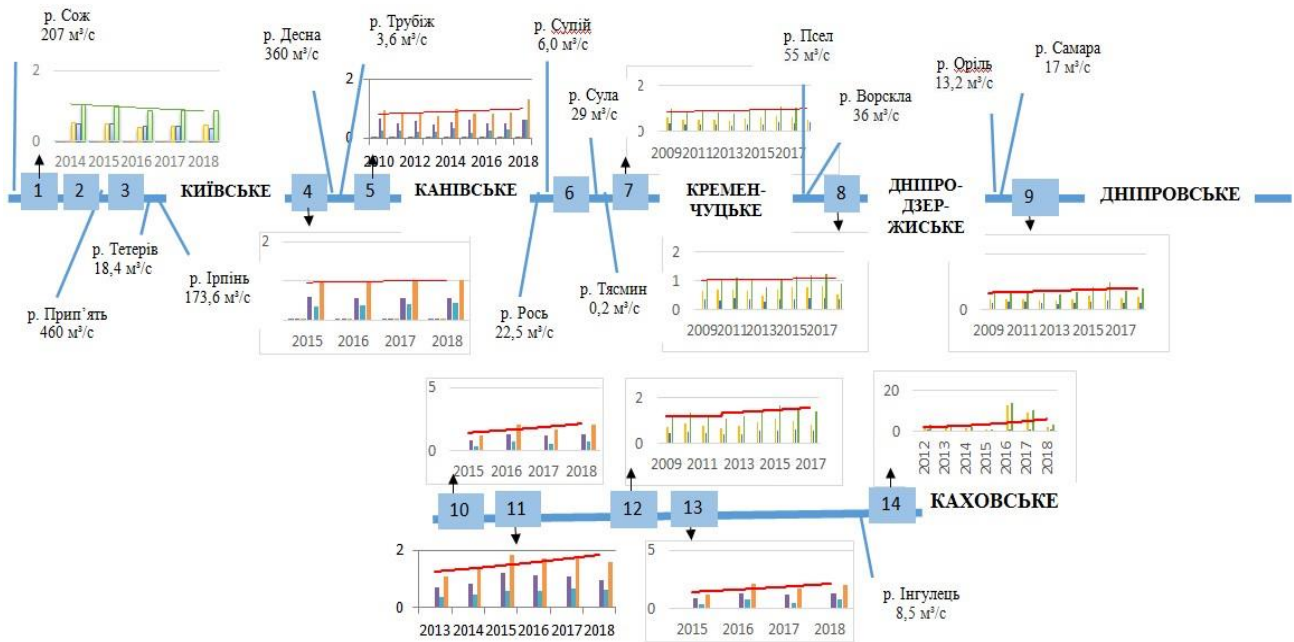 р. Сож
207 м³/с
р. Десна
360 м³/с
р. Трубіж
3,6 м³/с
р. Супій
6,0 м³/с
р. Сула
29 м³/с
р. Псел
55 м³/с
р. Ворскла
36 м³/с
р. Оріль
13,2 м³/с
р. Самара
17 м³/с
2
0
2014 2015 2016 2017 2018
2
0
2010 2012 2014 2016 2018
2
1
0
2009 2011 2013 2015 2017
1
2
3
КИЇВСЬКЕ
4
5
КАНІВСЬКЕ
6
7
КРЕМЕН-
ЧУЦЬКЕ
8
ДНІПРО-
ДЗЕР-
ЖИСЬКЕ
9
ДНІПРОВСЬКЕ
р. Тетерів
18,4 м³/с
р. Ірпінь
173,6 м³/с
р. Прип’ять
460 м³/с
2
0
2015 2016 2017 2018
р. Рось
22,5 м³/с
р. Тясмин
0,2 м³/с
2
1
0
2009 2011 2013 2015 2017
0
2009 2011 2013 2015 2017
5
0
2015 2016 2017 2018
2
0
2009 2011 2013 2015 2017
20
10
0
2012 2013 2014 2015 2016 2017 2018
10
11
12
13
14
КАХОВСЬКЕ
2
0
2013 2014 2015 2016 2017 2018
5
0
2015 2016 2017 2018
р. Інгулець
8,5 м³/с